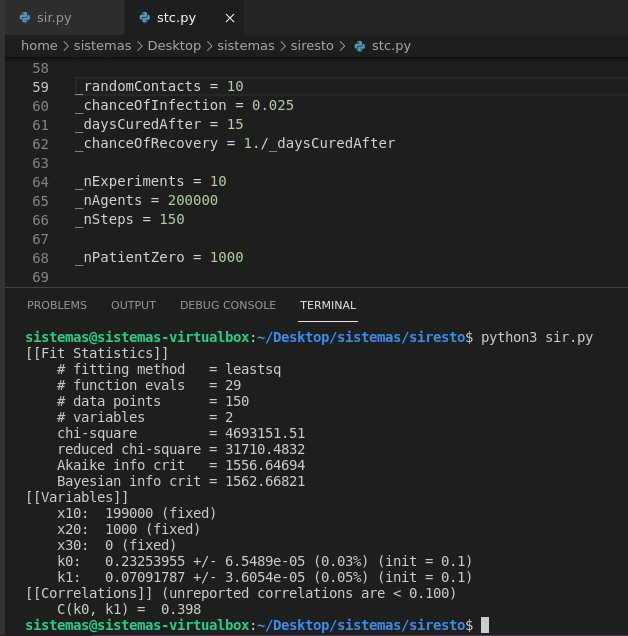 sir.py stc.py ×
home > sistemas > Desktop > sistemas > siresto > stc.py
58
59 _randomContacts = 10
60 _chanceOfInfection = 0.025
61 _daysCuredAfter = 15
62 _chanceOfRecovery = 1./_daysCuredAfter
63
64 _nExperiments = 10
65 _nAgents = 200000
66 _nSteps = 150
67
68 _nPatientZero = 1000
69
PROBLEMS OUTPUT DEBUG CONSOLE TERMINAL
sistemas@sistemas-virtualbox:~/Desktop/sistemas/siresto$ python3 sir.py
[[Fit Statistics]]
    # fitting method   = leastsq
    # function evals   = 29
    # data points      = 150
    # variables        = 2
    chi-square         = 4693151.51
    reduced chi-square = 31710.4832
    Akaike info crit   = 1556.64694
    Bayesian info crit = 1562.66821
[[Variables]]
    x10:  199000 (fixed)
    x20:  1000 (fixed)
    x30:  0 (fixed)
    k0:   0.23253955 +/- 6.5489e-05 (0.03%) (init = 0.1)
    k1:   0.07091787 +/- 3.6054e-05 (0.05%) (init = 0.1)
[[Correlations]] (unreported correlations are < 0.100)
    C(k0, k1) =  0.398
sistemas@sistemas-virtualbox:~/Desktop/sistemas/siresto$